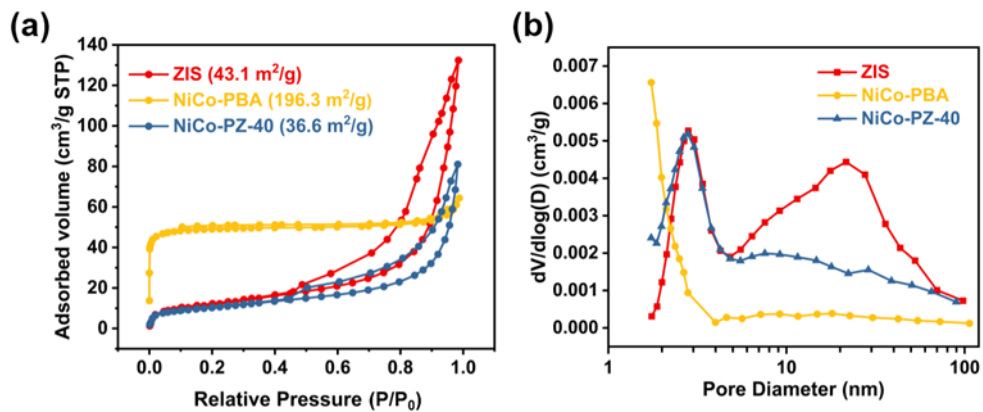 (a)
140
120
100
80
60
40
20
0
Adsorbed volume (cm³/g STP)
ZIS (43.1 m²/g)
NiCo-PBA (196.3 m²/g)
NiCo-PZ-40 (36.6 m²/g)
0.0 0.2 0.4 0.6 0.8 1.0
Relative Pressure (P/P₀)
(b)
0.007
0.006
0.005
0.004
0.003
0.002
0.001
0.000
dV/dlog(D) (cm³/g)
ZIS
NiCo-PBA
NiCo-PZ-40
1 10 100
Pore Diameter (nm)